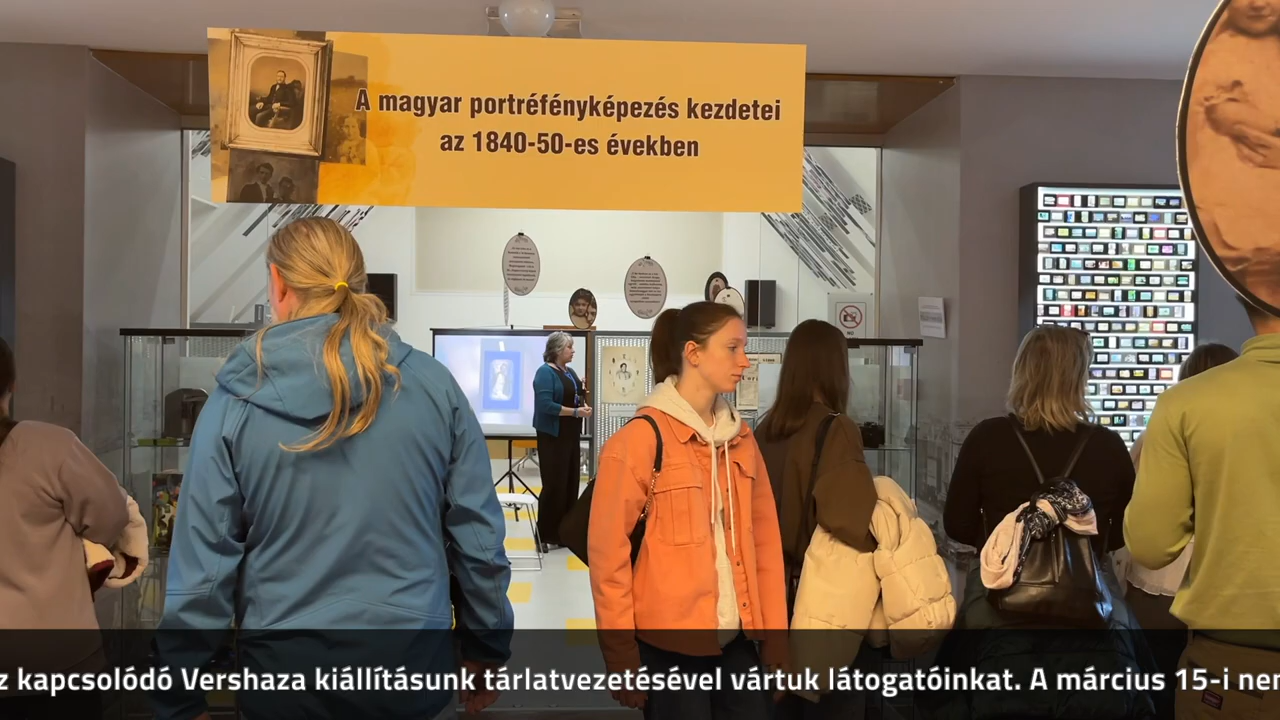 A magyar portréfényképezés kezdetei
az 1840-50-es években
z kapcsolódó Vershaza kiállításunk tárlatvezetésével vártuk látogatóinkat. A március 15-i nem